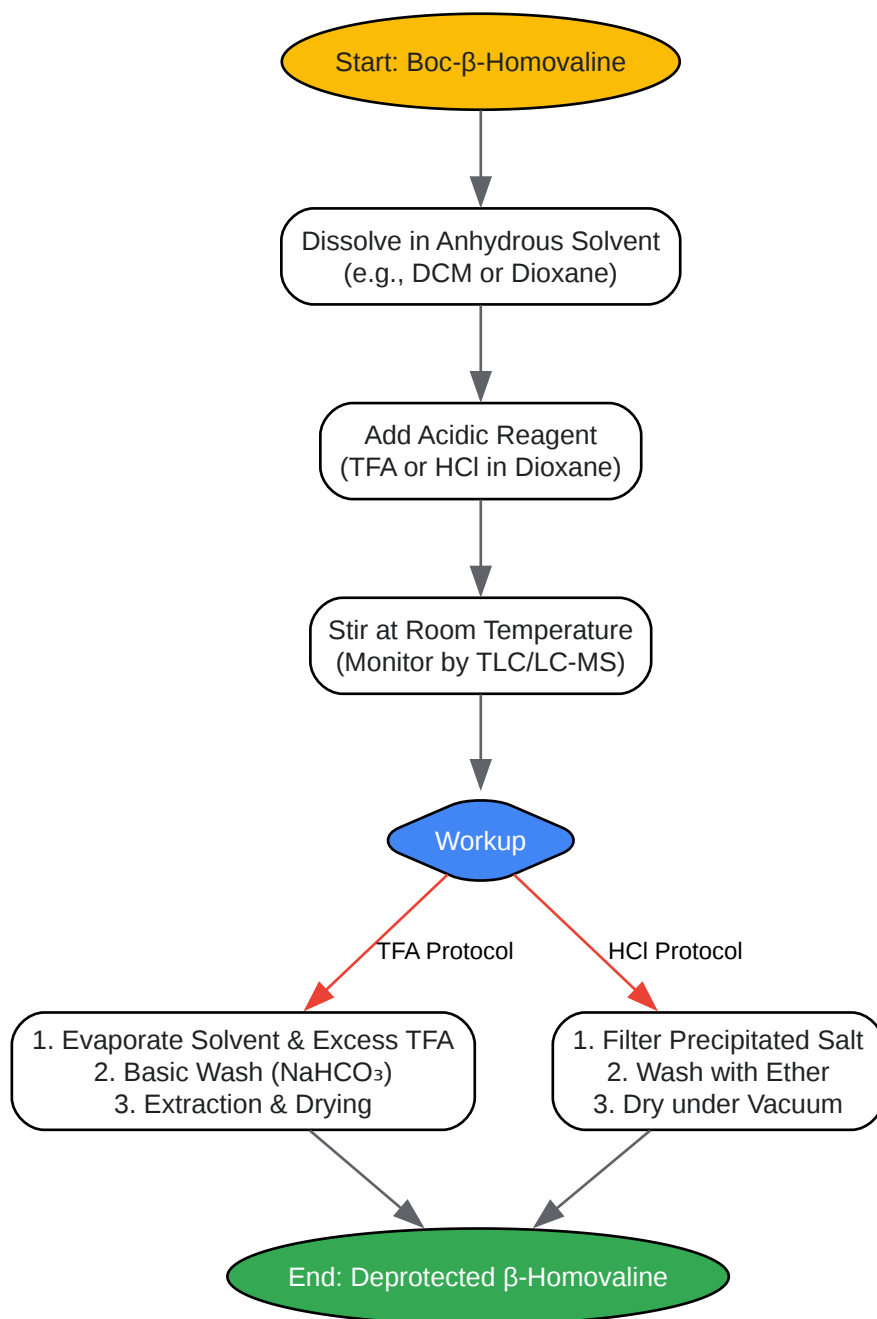 Start: Boc-β-Homovaline
Dissolve in Anhydrous Solvent
(e.g., DCM or Dioxane)
Add Acidic Reagent
(TFA or HCl in Dioxane)
Stir at Room Temperature
(Monitor by TLC/LC-MS)
Workup
TFA Protocol
HCl Protocol
1. Evaporate Solvent & Excess TFA
2. Basic Wash (NaHCO₃)
3. Extraction & Drying
1. Filter Precipitated Salt
2. Wash with Ether
3. Dry under Vacuum
End: Deprotected β-Homovaline